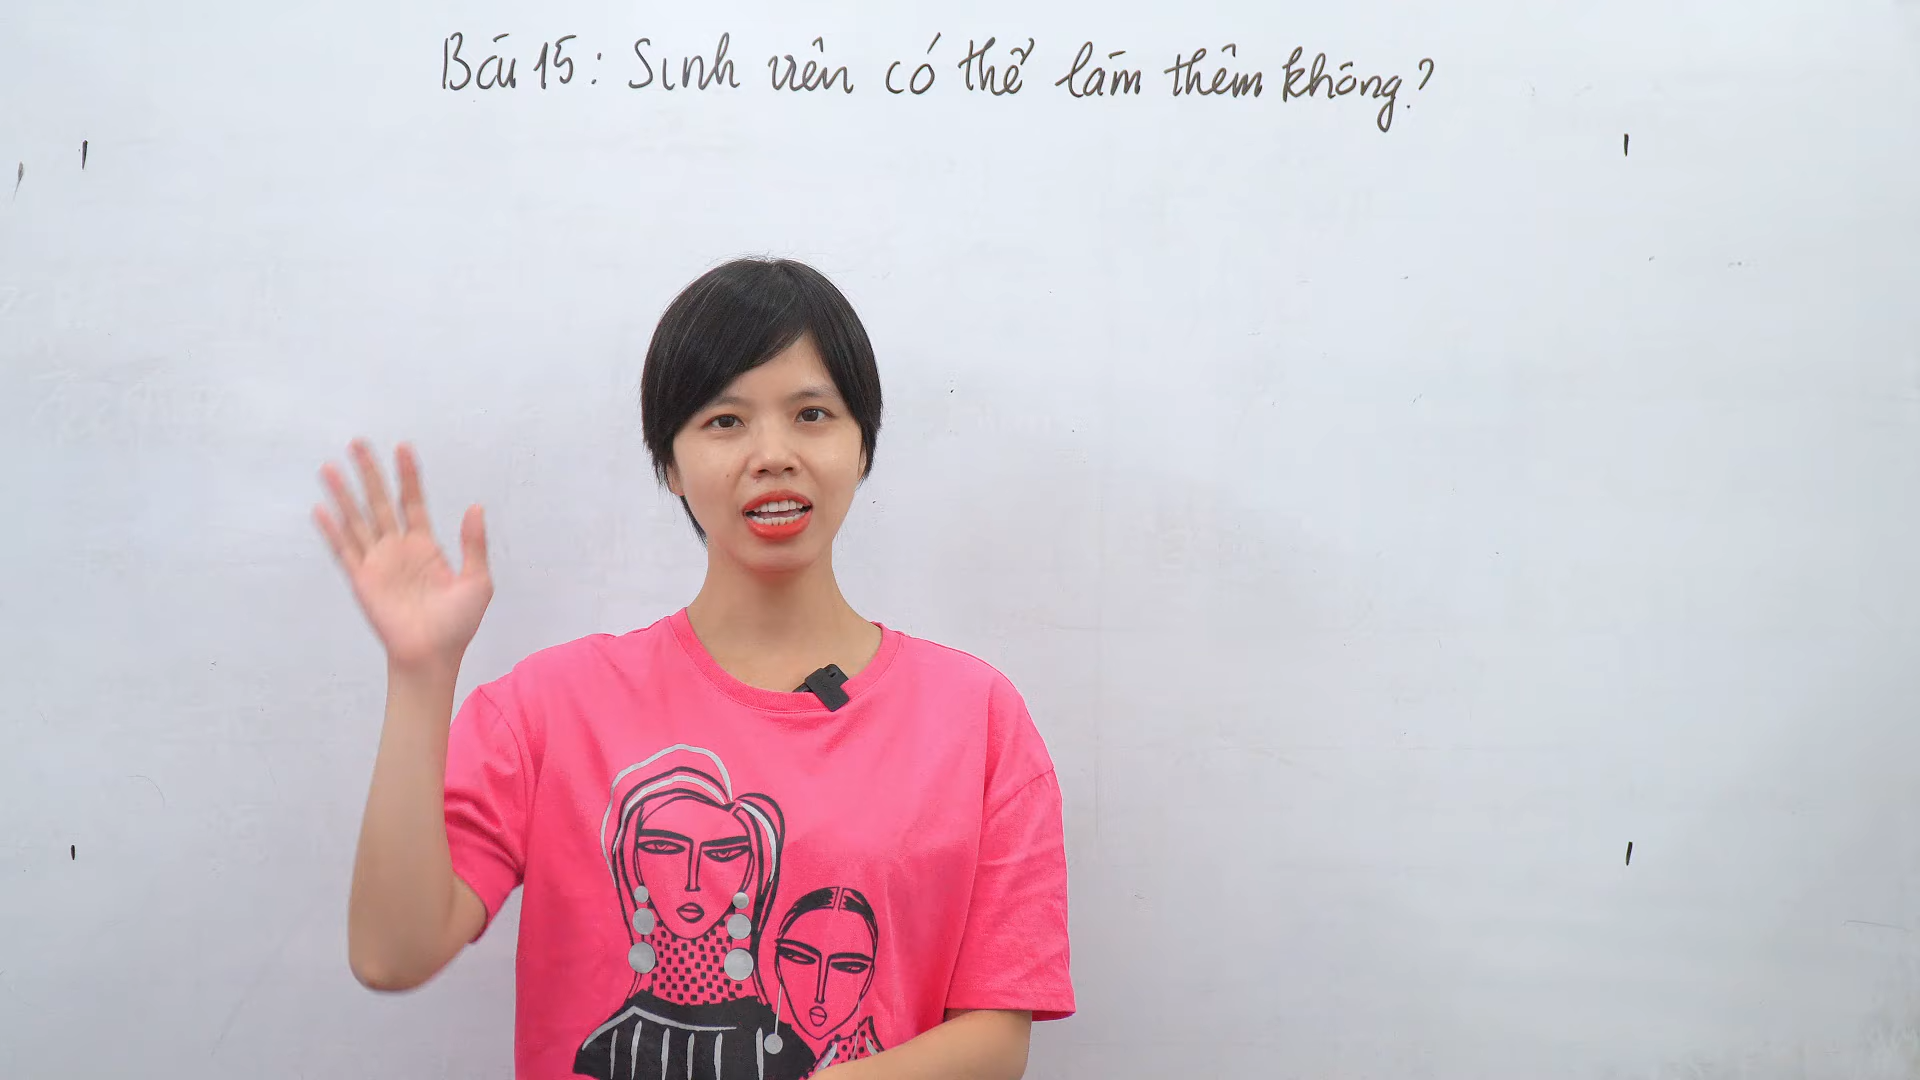 Bài 15: Sinh viên có thể làm thêm không?